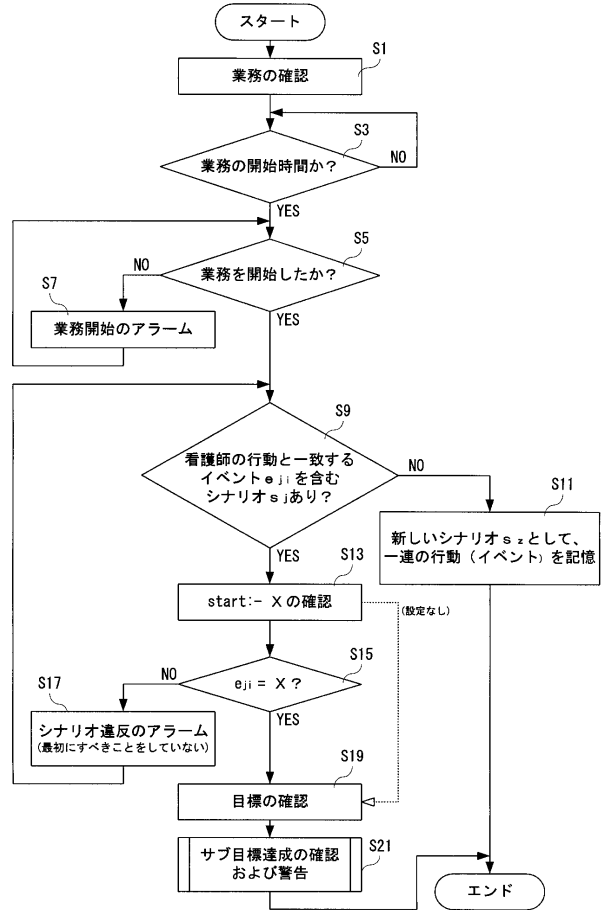 スタート
S1
業務の確認
S3
業務の開始時間か?
NO
YES
S5
業務を開始したか?
NO
S7
業務開始のアラーム
YES
S9
看護師の行動と一致する
イベントejiを含む
シナリオsjあり?
NO
S11
新しいシナリオszとして、
一連の行動(イベント)を記憶
YES
S13
start:- Xの確認
(設定なし)
S15
eji = X?
NO
S17
シナリオ違反のアラーム
(最初にすべきことをしていない)
YES
S19
目標の確認
S21
サブ目標達成の確認
および警告
エンド